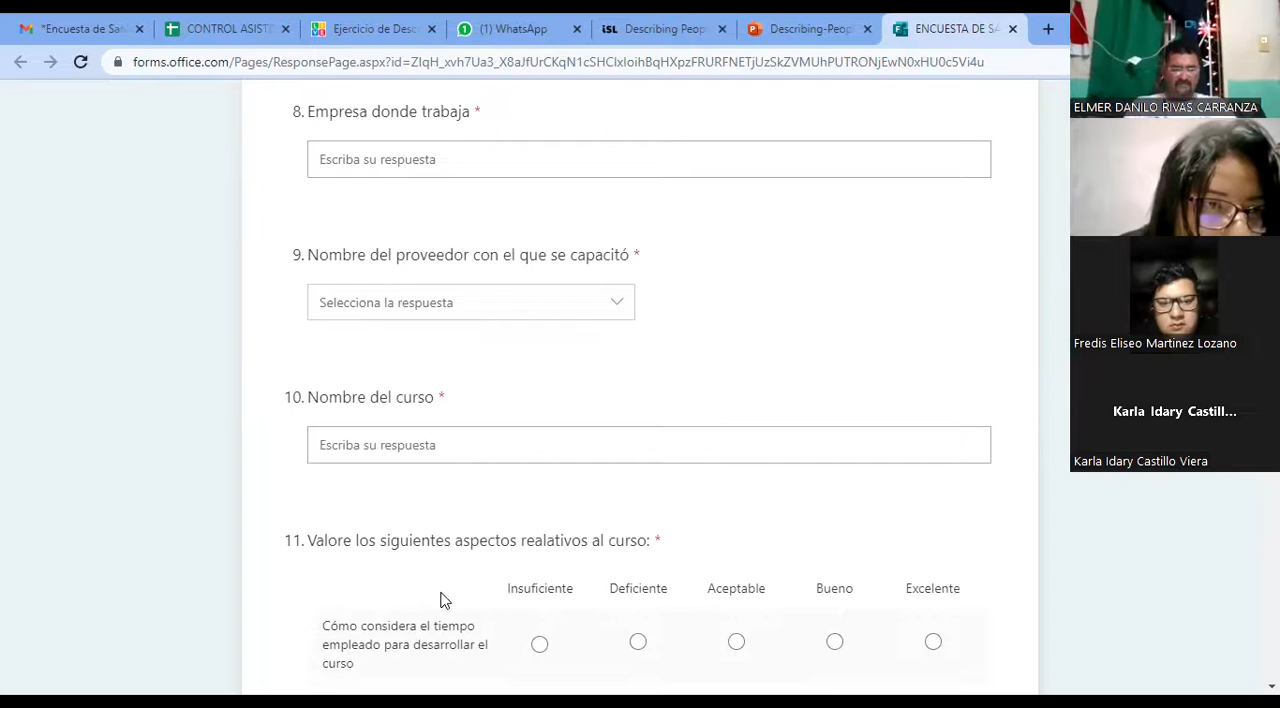 *Encuesta de Sat
CONTROL ASIST
Ejercicio de Desc
(1) WhatsApp
iSL
Describing Peop
Describing-Peop
ENCUESTA DE SA
forms.office.com/Pages/ResponsePage.aspx?id=ZIqH_xvh7Ua3_X8aJfUrCKqN1cSHClxIoihBqHXpzFRURFNETjUzSkZVMUhPUTRONjEwN0xHU0c5Vi4u
8. Empresa donde trabaja *
Escriba su respuesta
9. Nombre del proveedor con el que se capacitó *
Selecciona la respuesta
10. Nombre del curso *
Escriba su respuesta
11. Valore los siguientes aspectos realativos al curso: *
Insuficiente Deficiente Aceptable Bueno Excelente
Cómo considera el tiempo
empleado para desarrollar el
curso
ELMER DANILO RIVAS CARRANZA
Fredis Eliseo Martinez Lozano
Karla Idary Castill...
Karla Idary Castillo Viera